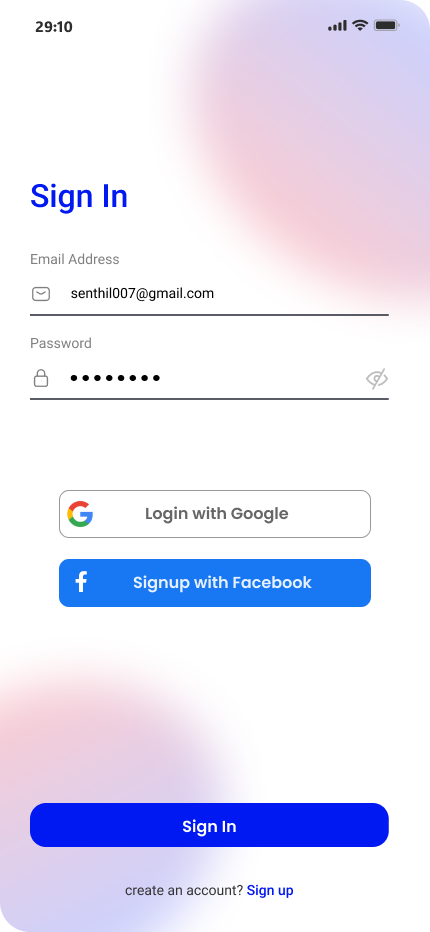 29:10
Sign In
Email Address
senthil007@gmail.com
Password
Login with Google
Signup with Facebook
Sign In
create an account? Sign up